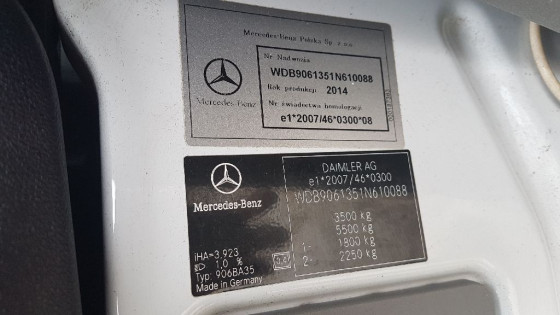 Mercedes-Benz Polska Sp. z o.o.
Nr Nadwozia
WDB9061351N610088
Rok produkcji 2014
Mercedes-Benz
Nr świadectwa homologacji
e1*2007/46*0300*08
DAIMLER AG
e1*2007/46*0300
WDB9061351N610088
Mercedes-Benz
3500 kg
5500 kg
1- 1800 kg
2- 2250 kg
iHA=3,923
1,0 %
Typ: 906BA35
Made in Germany